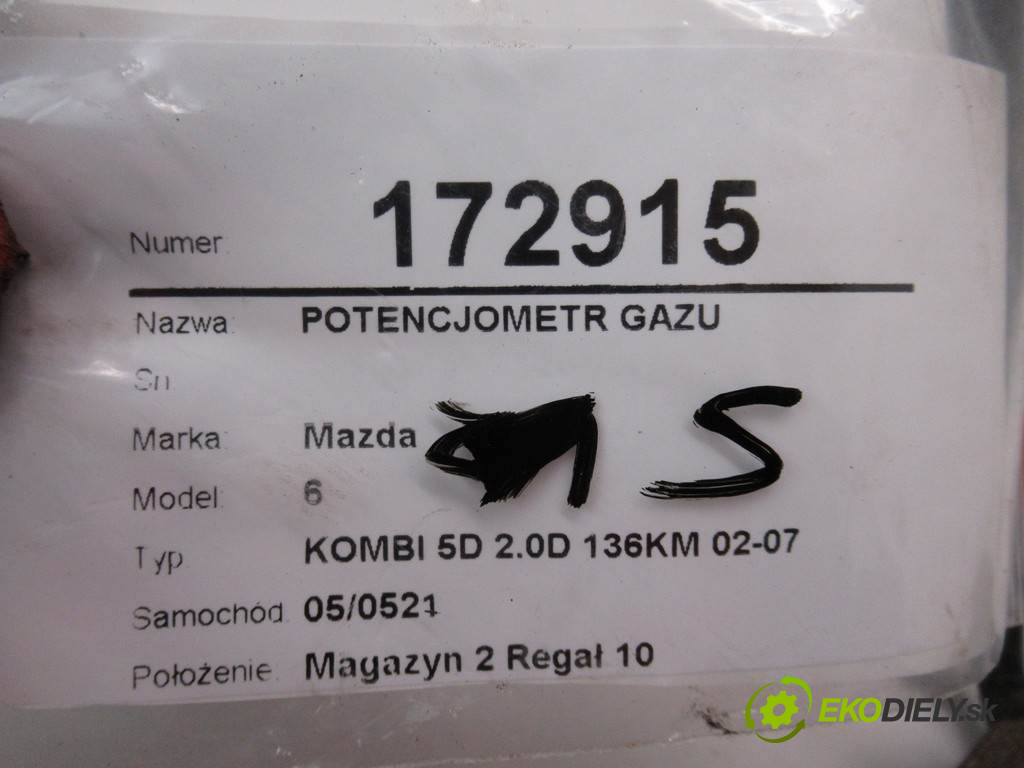 Numer: 172915
Nazwa: POTENCJOMETR GAZU
Sn
Marka: Mazda
Model: 6
S
Typ KOMBI 5D 2.0D 136KM 02-07
Samochód: 05/0521
Położenie: Magazyn 2 Regał 10
EKODIELY.sk